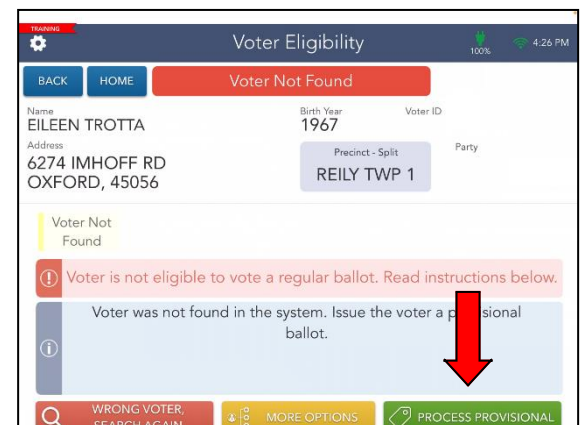 TRAINING
Voter Eligibility
100%
4:26 PM
BACK
HOME
Voter Not Found
Name
Birth Year
Voter ID
EILEEN TROTTA
1967
Address
Precinct - Split
Party
6274 IMHOFF RD
REILY TWP 1
OXFORD, 45056
Voter Not
Found
Voter is not eligible to vote a regular ballot. Read instructions below.
Voter was not found in the system. Issue the voter a provisional
ballot.
WRONG VOTER,
SEARCH AGAIN
MORE OPTIONS
PROCESS PROVISIONAL